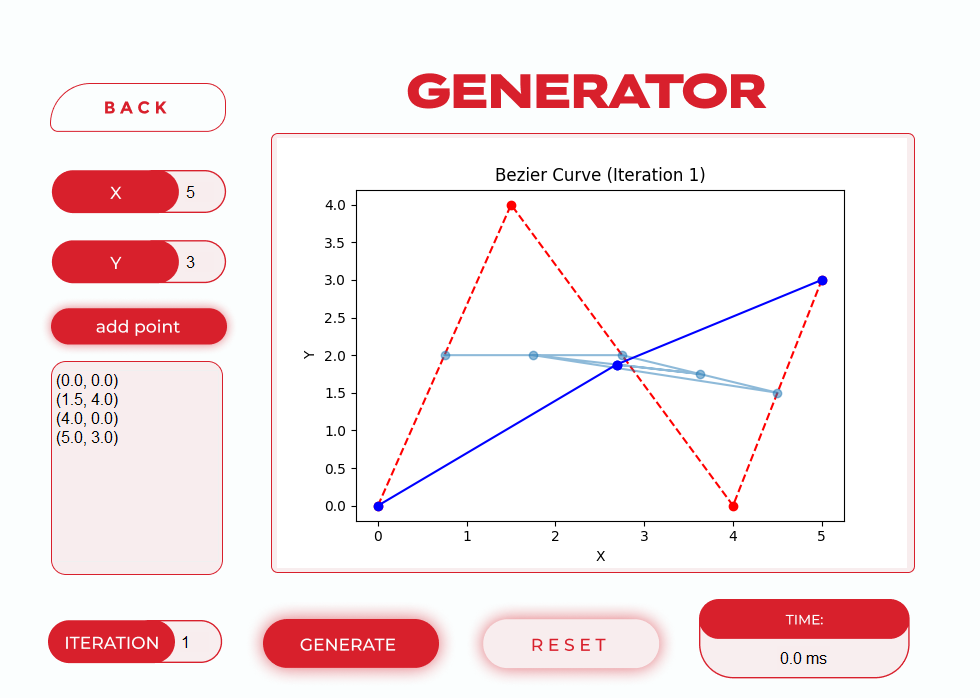 GENERATOR
BACK
X 5
Y 3
add point
(0.0, 0.0)
(1.5, 4.0)
(4.0, 0.0)
(5.0, 3.0)
Bezier Curve (Iteration 1)
4.0
3.5
3.0
2.5
2.0
1.5
1.0
0.5
0.0
Y
0 1 2 3 4 5
X
ITERATION 1
GENERATE
RESET
TIME:
0.0 ms